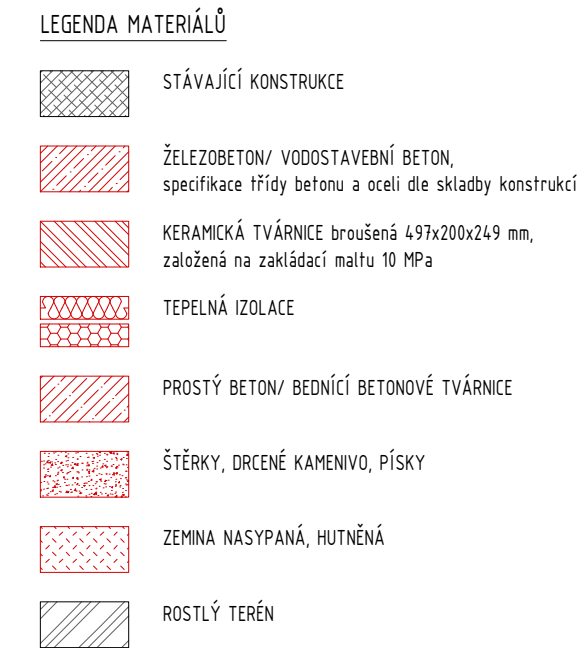 LEGENDA MATERIÁLŮ
STÁVAJÍCÍ KONSTRUKCE
ŽELEZOBETON/ VODOSTAVEBNÍ BETON,
specifikace třídy betonu a oceli dle skladby konstrukcí
KERAMICKÁ TVÁRNICE broušená 497x200x249 mm,
založená na zakládací maltu 10 MPa
TEPELNÁ IZOLACE
PROSTÝ BETON/ BEDNÍCÍ BETONOVÉ TVÁRNICE
ŠTĚRKY, DRCENÉ KAMENIVO, PÍSKY
ZEMINA NASYPANÁ, HUTNĚNÁ
ROSTLÝ TERÉN